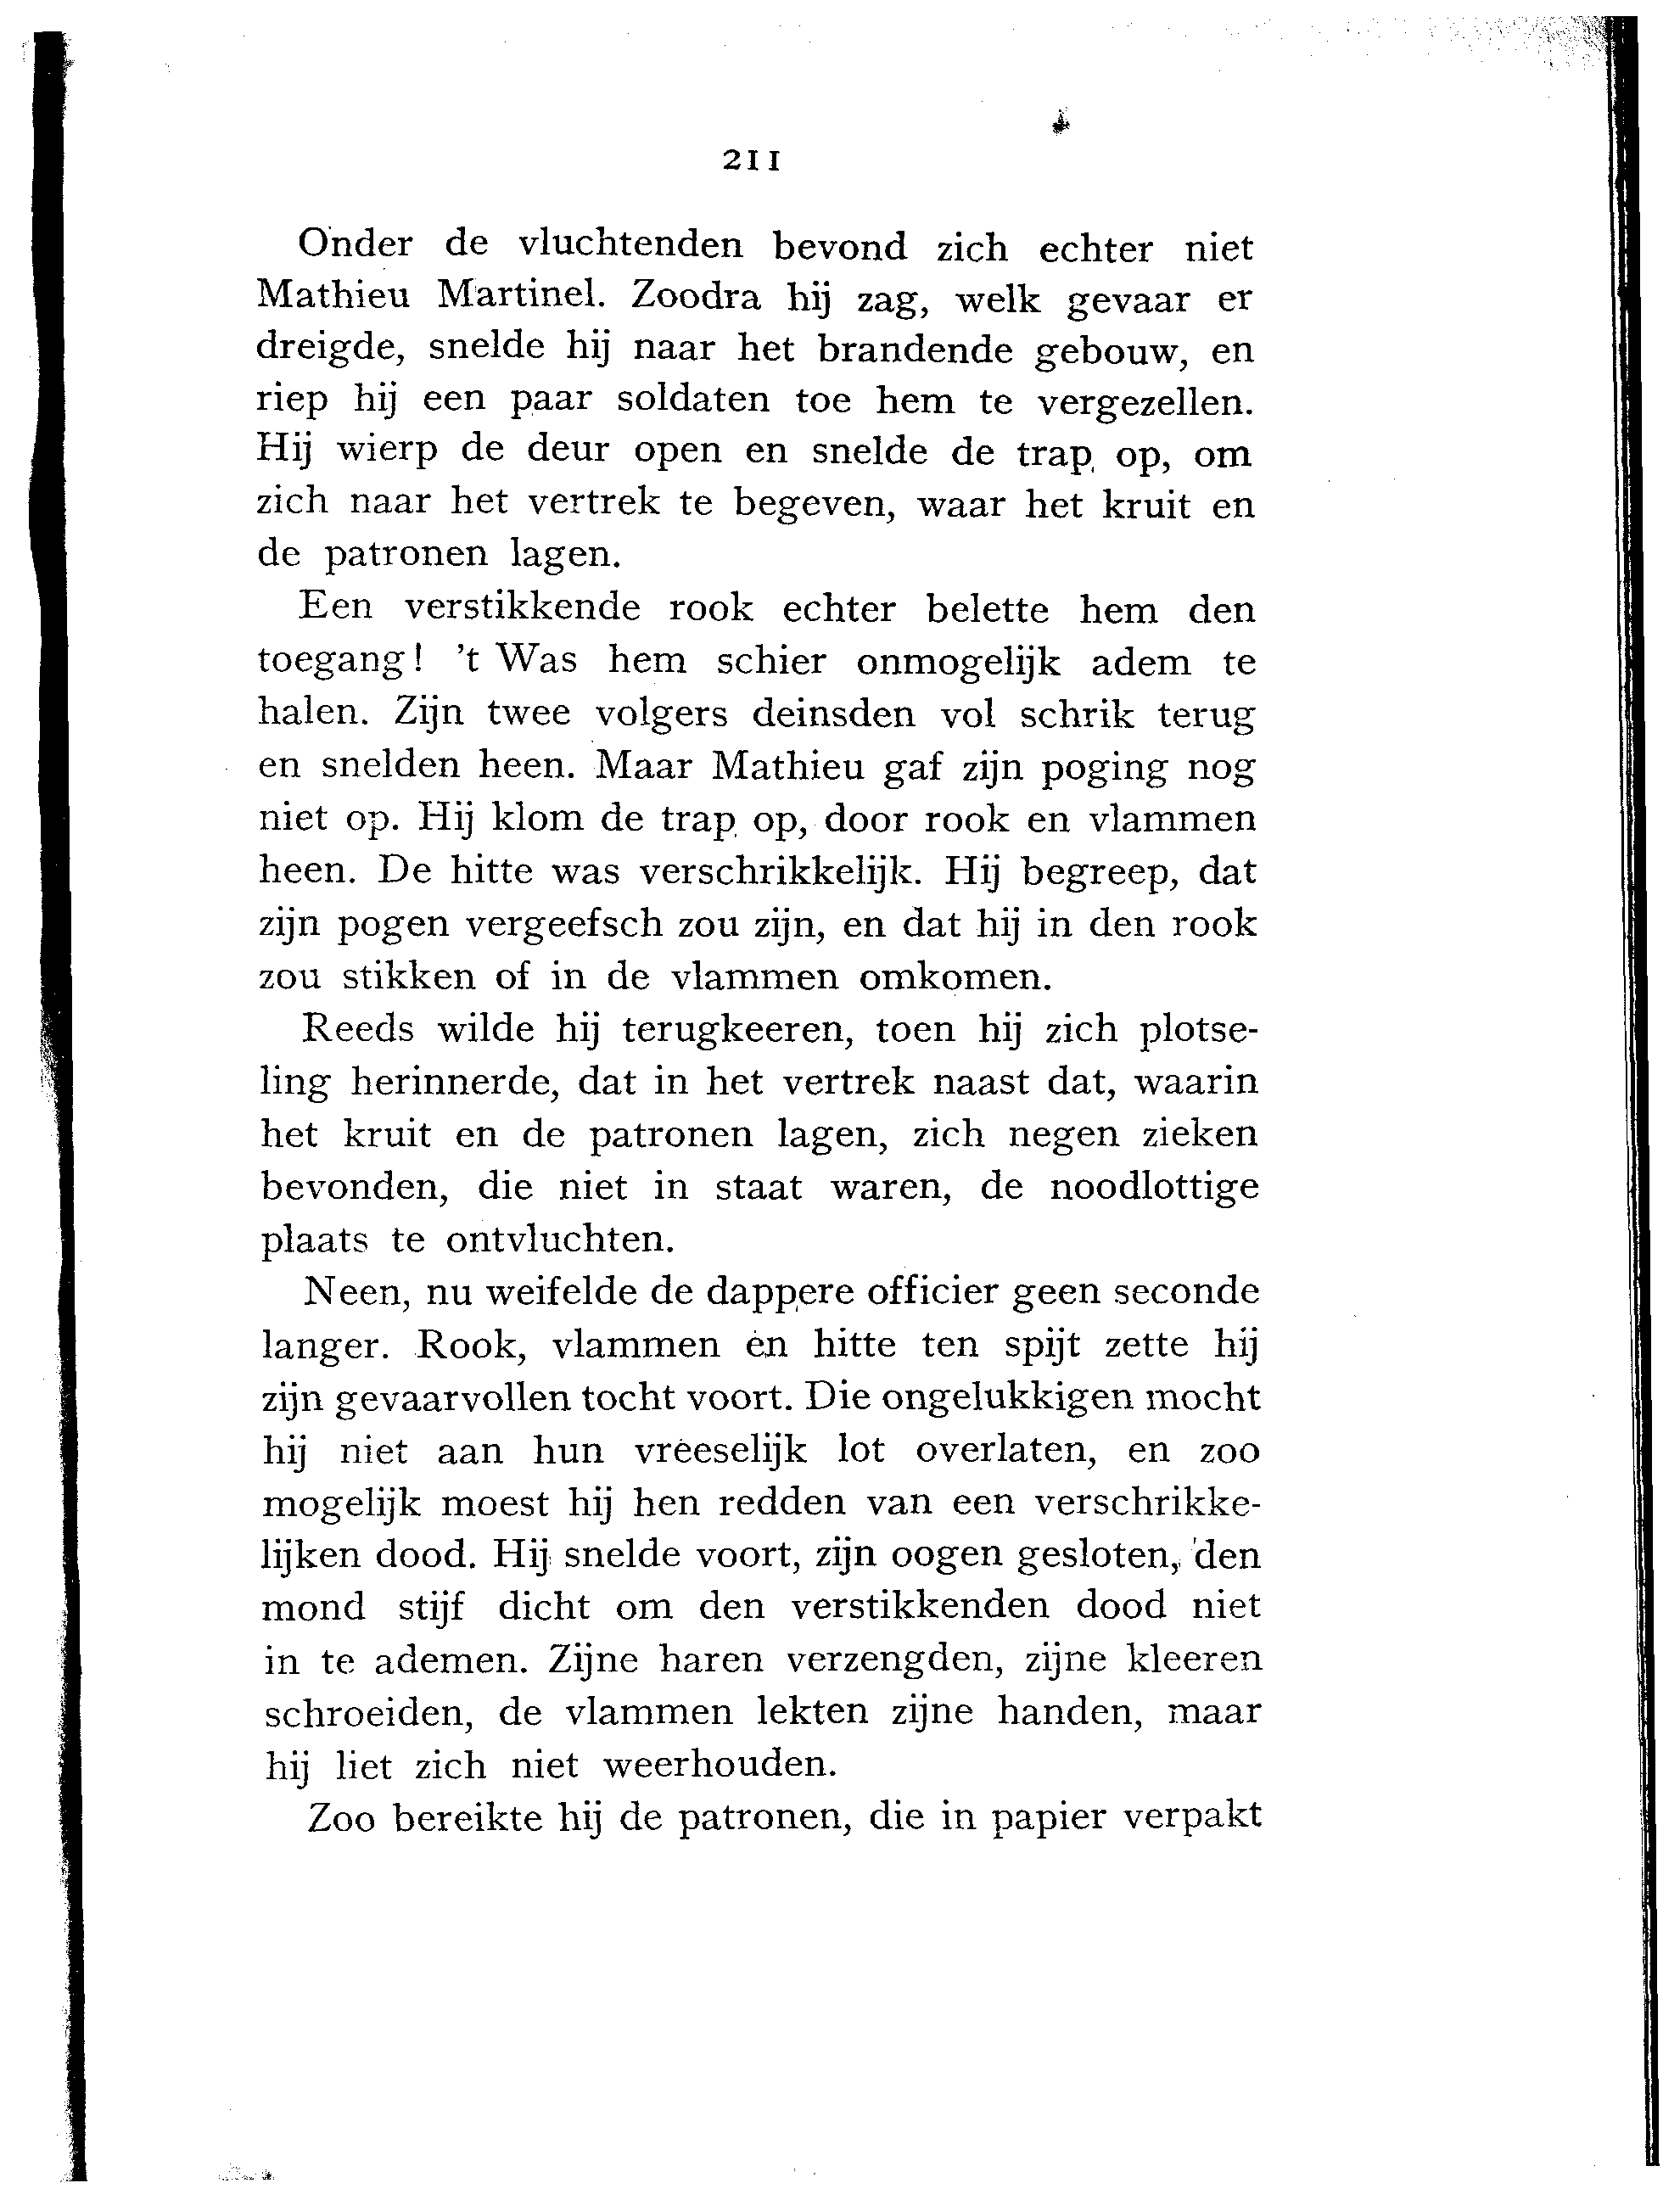 211
Onder de vluchtenden bevond zich echter niet
Mathieu Martinel. Zoodra hij zag, welk gevaar er
dreigde, snelde hij naar het brandende gebouw, en
riep hij een paar soldaten toe hem te vergezellen.
Hij wierp de deur open en snelde de trap op, om
zich naar het vertrek te begeven, waar het kruit en
de patronen lagen.
Een verstikkende rook echter belette hem den
toegang! 't Was hem schier onmogelijk adem te
halen. Zijn twee volgers deinsden vol schrik terug
en snelden heen. Maar Mathieu gaf zijn poging nog
niet op. Hij klom de trap op, door rook en vlammen
heen. De hitte was verschrikkelijk. Hij begreep, dat
zijn pogen vergeefsch zou zijn, en dat hij in den rook
zou stikken of in de vlammen omkomen.
Reeds wilde hij terugkeeren, toen hij zich plotse-
ling herinnerde, dat in het vertrek naast dat, waarin
het kruit en de patronen lagen, zich negen zieken
bevonden, die niet in staat waren, de noodlottige
plaats te ontvluchten.
Neen, nu weifelde de dappere officier geen seconde
langer. Rook, vlammen en hitte ten spijt zette hij
zijn gevaarvollen tocht voort. Die ongelukkigen mocht
hij niet aan hun vreeselijk lot overlaten, en zoo
mogelijk moest hij hen redden van een verschrikke-
lijken dood. Hij snelde voort, zijn oogen gesloten, den
mond stijf dicht om den verstikkenden dood niet
in te ademen. Zijne haren verzengden, zijne kleeren
schroeiden, de vlammen lekten zijne handen, maar
hij liet zich niet weerhouden.
Zoo bereikte hij de patronen, die in papier verpakt